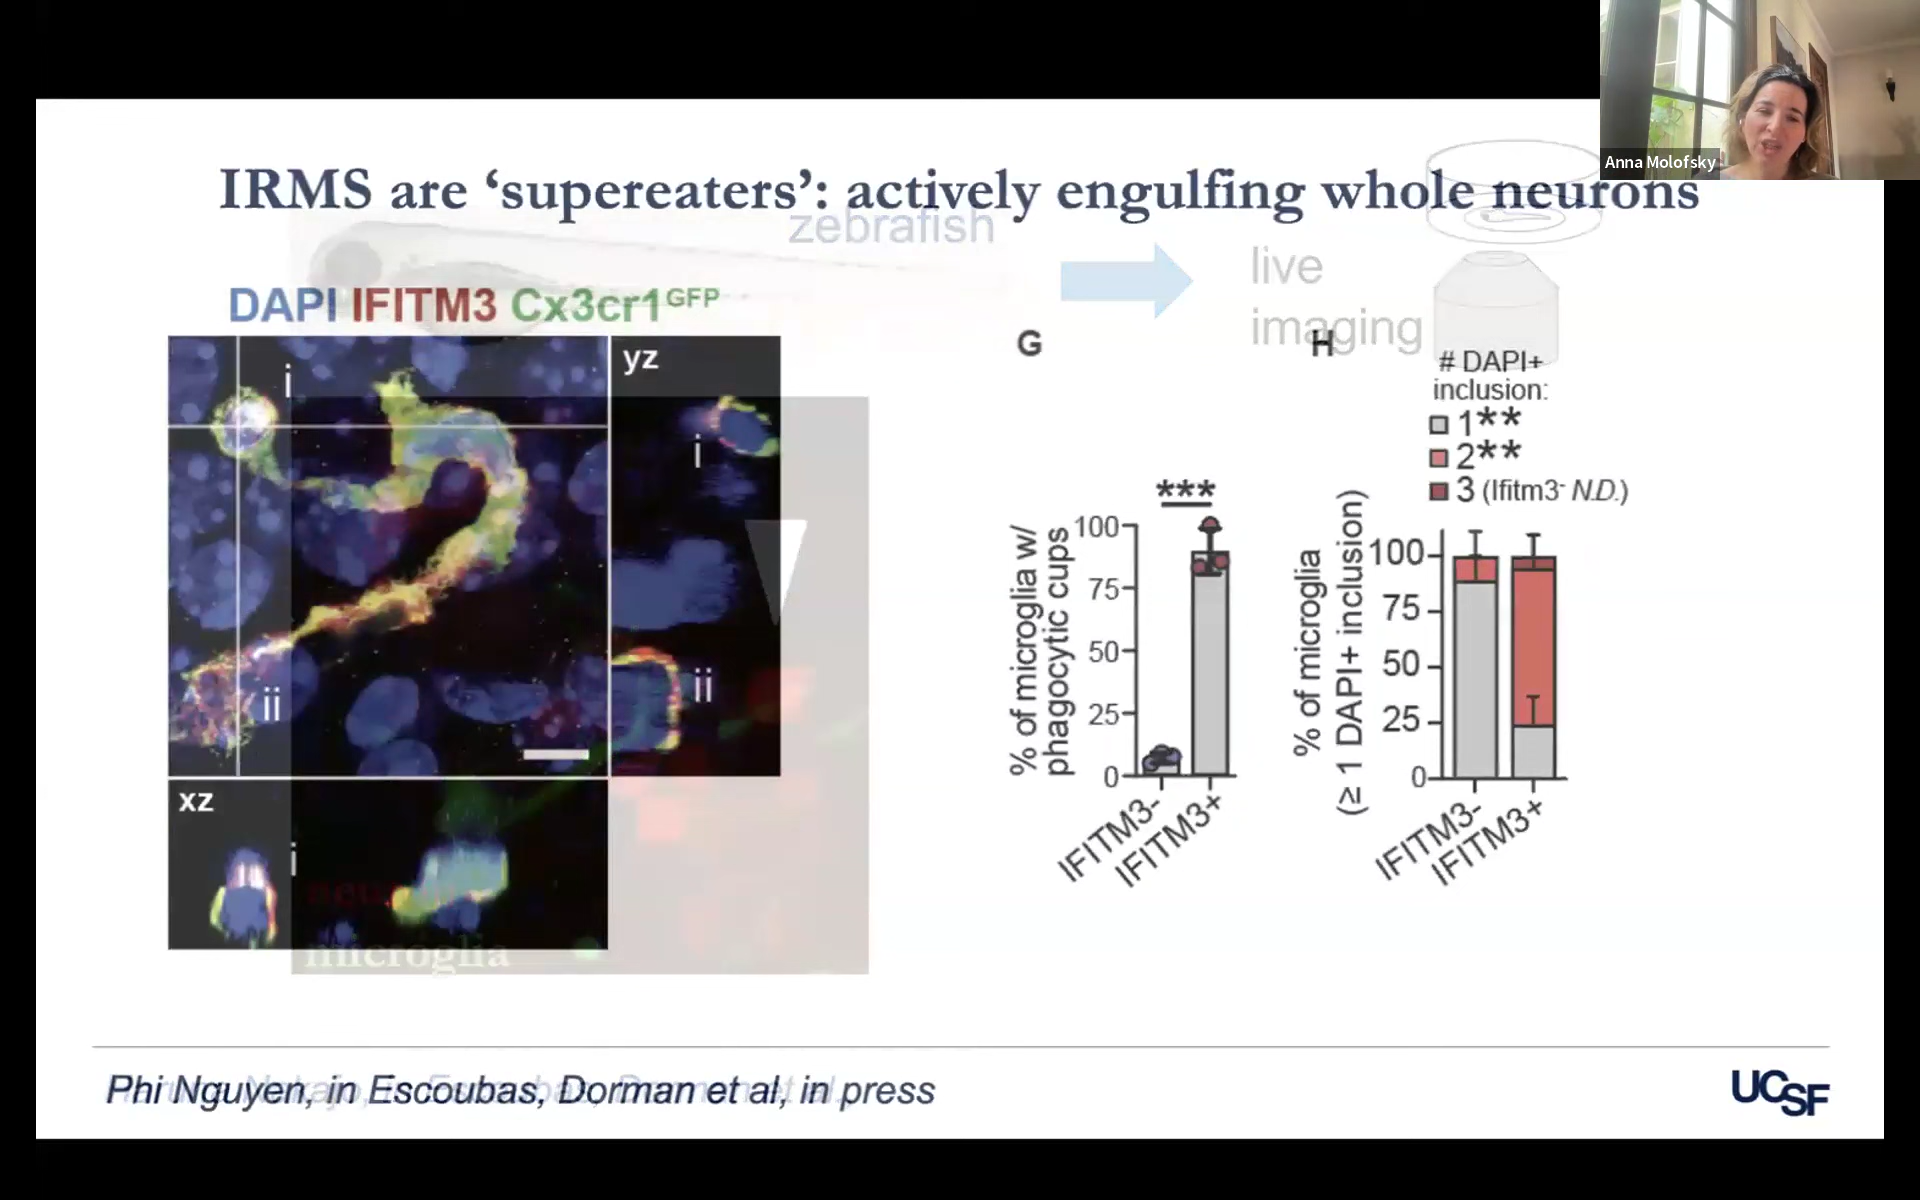 Anna Molofsky
IRMS are ‘supereaters’: actively engulfing whole neurons
zebrafish
live
imaging
DAPI IFITM3 Cx3cr1GFP
i
yz
i
ii
ii
xz
i
microglia
G
***
% of microglia w/
phagocytic cups
100
75
50
25
0
IFITM3-
IFITM3+
H
# DAPI+
inclusion:
1**
2**
3 (Ifitm3- N.D.)
% of microglia
(≥ 1 DAPI+ inclusion)
100
75
50
25
0
IFITM3-
IFITM3+
Phi Nguyen, in Escoubas, Dorman et al, in press
UCSF